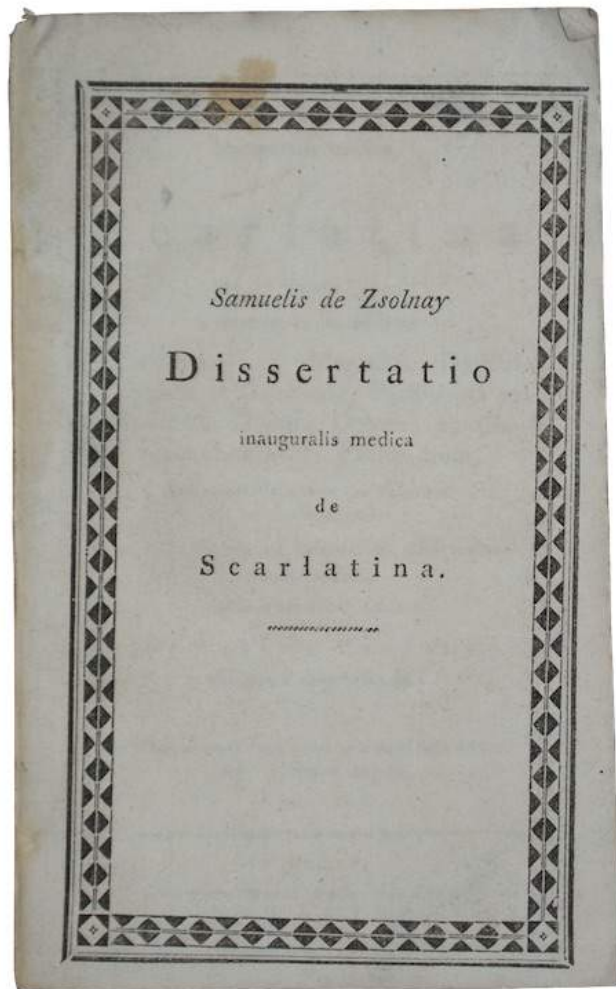 Samuelis de Zsolnay
Dissertatio
inauguralis medica
de
Scarlatina.